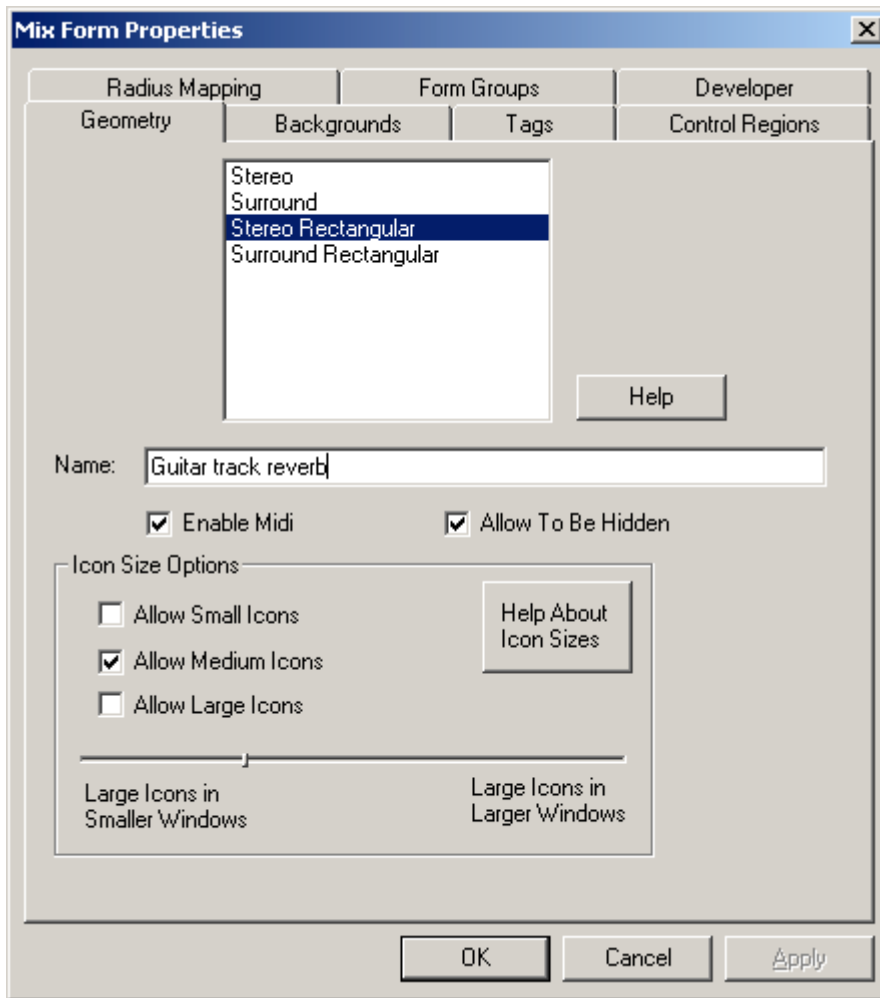 Mix Form Properties
Radius Mapping
Form Groups
Developer
Geometry
Backgrounds
Tags
Control Regions
Stereo
Surround
Stereo Rectangular
Surround Rectangular
Help
Name:
Guitar track reverb
Enable Midi
Allow To Be Hidden
Icon Size Options
Allow Small Icons
Help About
Icon Sizes
Allow Medium Icons
Allow Large Icons
Large Icons in
Smaller Windows
Large Icons in
Larger Windows
OK
Cancel
Apply